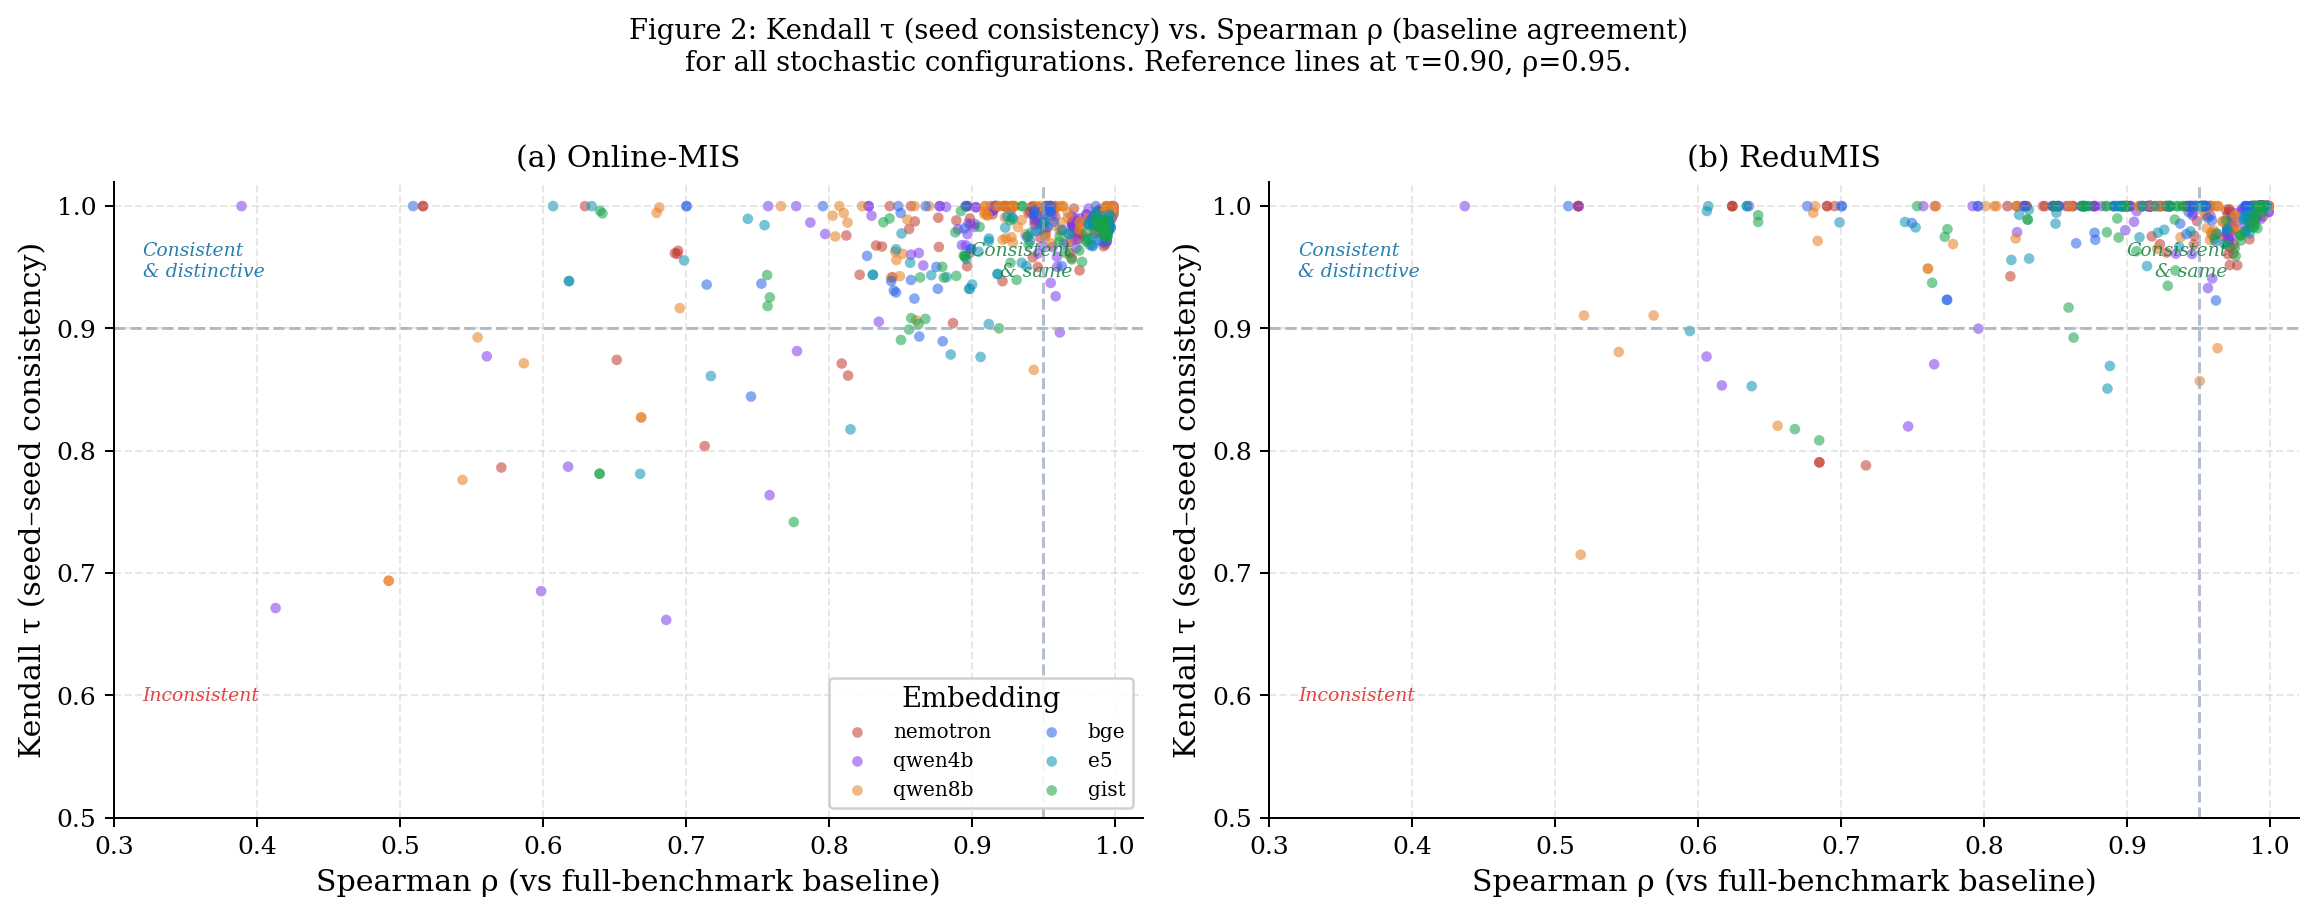 Figure 2: Kendall τ (seed consistency) vs. Spearman ρ (baseline agreement)
for all stochastic configurations. Reference lines at τ=0.90, ρ=0.95.
(a) Online-MIS
Kendall τ (seed–seed consistency)
1.0
0.9
0.8
0.7
0.6
0.5
Consistent
& distinctive
Consistent
& same
Inconsistent
Embedding
nemotron
qwen4b
qwen8b
bge
e5
gist
0.3 0.4 0.5 0.6 0.7 0.8 0.9 1.0
Spearman ρ (vs full-benchmark baseline)
(b) ReduMIS
Kendall τ (seed–seed consistency)
1.0
0.9
0.8
0.7
0.6
0.5
Consistent
& distinctive
Consistent
& same
Inconsistent
0.3 0.4 0.5 0.6 0.7 0.8 0.9 1.0
Spearman ρ (vs full-benchmark baseline)